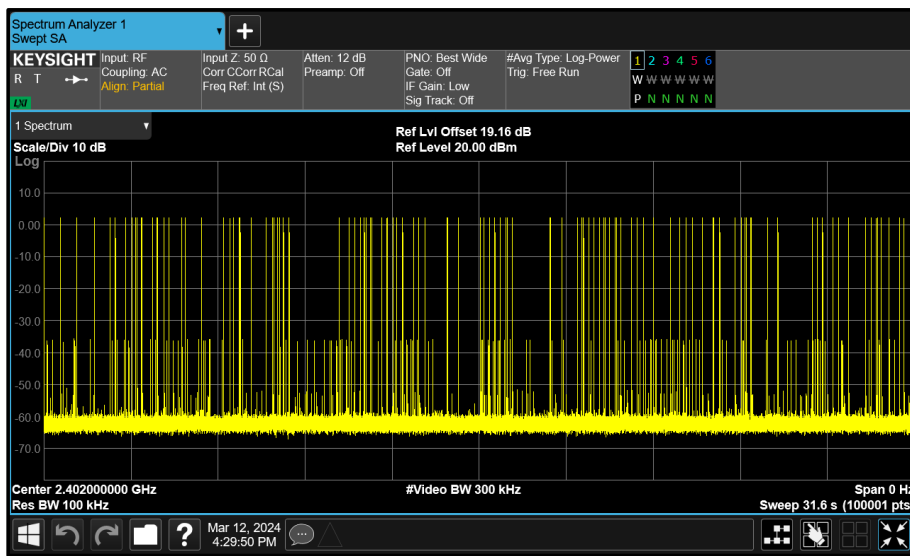 Spectrum Analyzer 1
Swept SA
+
KEYSIGHT
R T
LXI
Input: RF
Coupling: AC
Align: Partial
Input Z: 50 Ω
Corr CCorr RCal
Freq Ref: Int (S)
Atten: 12 dB
Preamp: Off
PNO: Best Wide
Gate: Off
IF Gain: Low
Sig Track: Off
#Avg Type: Log-Power
Trig: Free Run
1 2 3 4 5 6
W W W W W W
P N N N N N
1 Spectrum
Scale/Div 10 dB
Ref Lvl Offset 19.16 dB
Ref Level 20.00 dBm
Log
10.0
0.00
-10.0
-20.0
-30.0
-40.0
-50.0
-60.0
-70.0
Center 2.402000000 GHz
Res BW 100 kHz
#Video BW 300 kHz
Span 0 Hz
Sweep 31.6 s (100001 pts
?
Mar 12, 2024
4:29:50 PM